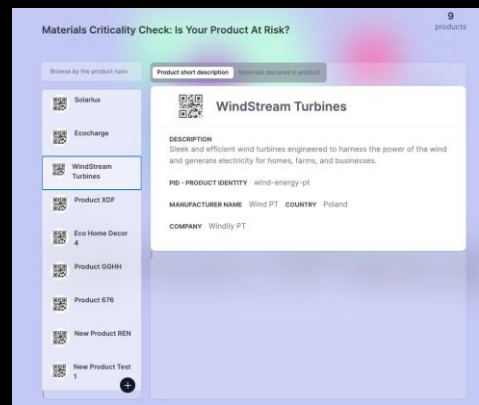 Materials Criticality Check: Is Your Product At Risk?
9
products
Browse by the product nam
Product short description
Materials declared in product
Solarlux
Ecocharge
WindStream
Turbines
Product XDF
Eco Home Decor
4
Product GGHH
Product 676
New Product REN
New Product Test
1
WindStream Turbines
DESCRIPTION
Sleek and efficient wind turbines engineered to harness the power of the wind
and generate electricity for homes, farms, and businesses.
PID - PRODUCT IDENTITY wind-energy-pt
MANUFACTURER NAME Wind PT COUNTRY Poland
COMPANY Windily PT